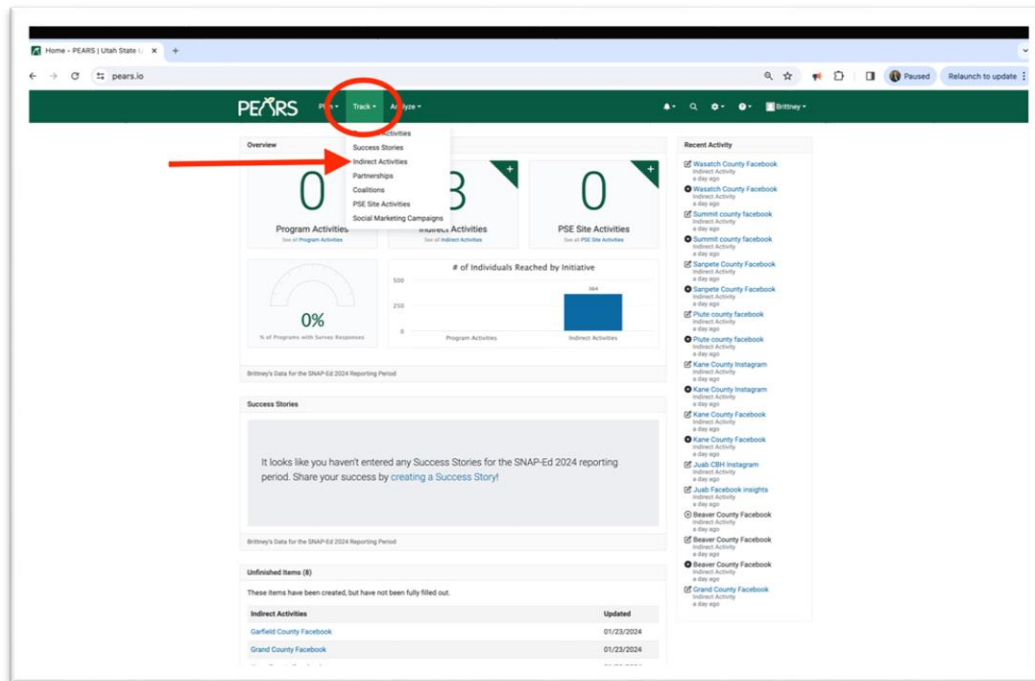 Home - PEARS | Utah State U
pears.io
Paused
Relaunch to update
PEARS
Track
Brittney
Activities
Success Stories
Indirect Activities
Partnerships
Coalitions
PSE Site Activities
Social Marketing Campaigns
Overview
0
Program Activities
See all Program Activities
Indirect Activities
See all Indirect Activities
0
PSE Site Activities
See all PSE Site Activities
0%
% of Programs with Survey Responses
# of Individuals Reached by Initiative
500
250
0
364
Program Activities
Indirect Activities
Brittney's Data for the SNAP-Ed 2024 Reporting Period
Success Stories
It looks like you haven't entered any Success Stories for the SNAP-Ed 2024 reporting
period. Share your success by creating a Success Story!
Brittney's Data for the SNAP-Ed 2024 Reporting Period
Unfinished Items (8)
These items have been created, but have not been fully filled out.
Indirect Activities Updated
Garfield County Facebook 01/23/2024
Grand County Facebook 01/23/2024
Recent Activity
Wasatch County Facebook
Indirect Activity
a day ago
Wasatch County Facebook
Indirect Activity
a day ago
Summit county facebook
Indirect Activity
a day ago
Summit county facebook
Indirect Activity
a day ago
Sanpete County Facebook
Indirect Activity
a day ago
Sanpete County Facebook
Indirect Activity
a day ago
Piute county facebook
Indirect Activity
a day ago
Piute county facebook
Indirect Activity
a day ago
Kane County Instagram
Indirect Activity
a day ago
Kane County Instagram
Indirect Activity
a day ago
Kane County Facebook
Indirect Activity
a day ago
Kane County Facebook
Indirect Activity
a day ago
Juab CBH Instagram
Indirect Activity
a day ago
Juab Facebook insights
Indirect Activity
a day ago
Beaver County Facebook
Indirect Activity
a day ago
Beaver County Facebook
Indirect Activity
a day ago
Beaver County Facebook
Indirect Activity
a day ago
Grand County Facebook
Indirect Activity
a day ago